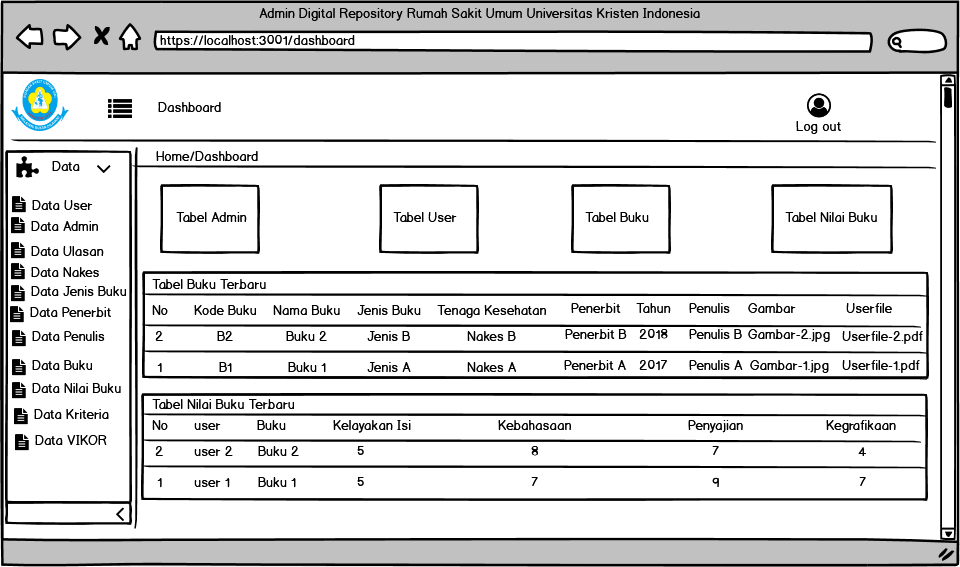 Admin Digital Repository Rumah Sakit Umum Universitas Kristen Indonesia
https://localhost:3001/dashboard
Dashboard
Log out
Data
Home/Dashboard
Data User
Data Admin
Data Ulasan
Data Nakes
Data Jenis Buku
Data Penerbit
Data Penulis
Data Buku
Data Nilai Buku
Data Kriteria
Data VIKOR
Tabel Admin
Tabel User
Tabel Buku
Tabel Nilai Buku
Tabel Buku Terbaru
No Kode Buku Nama Buku Jenis Buku Tenaga Kesehatan Penerbit Tahun Penulis Gambar Userfile
2 B2 Buku 2 Jenis B Nakes B Penerbit B 2018 Penulis B Gambar-2.jpg Userfile-2.pdf
1 B1 Buku 1 Jenis A Nakes A Penerbit A 2017 Penulis A Gambar-1.jpg Userfile-1.pdf
Tabel Nilai Buku Terbaru
No user Buku Kelayakan Isi Kebahasaan Penyajian Kegrafikaan
2 user 2 Buku 2 5 8 7 4
1 user 1 Buku 1 5 7 9 7